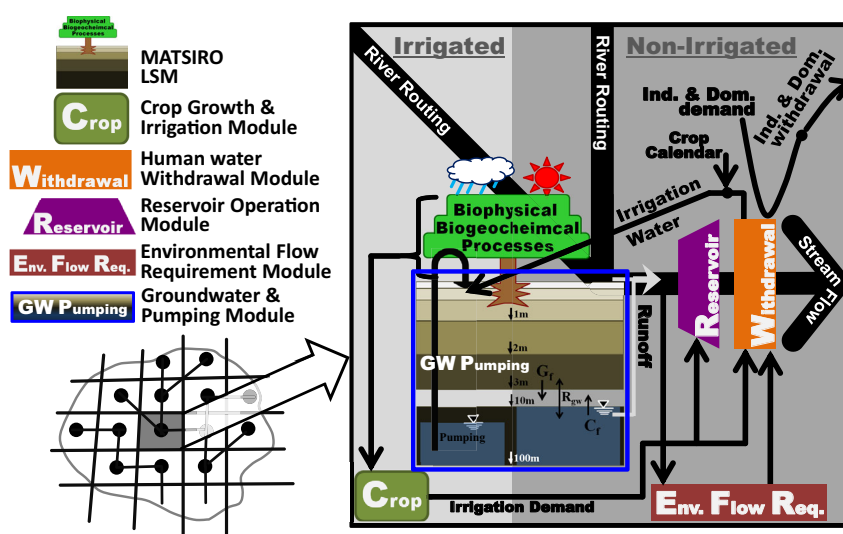 Biophysical
Biogeocheimcal
Processes
MATSIRO
LSM
Crop
Crop Growth &
Irrigation Module
Withdrawal
Human water
Withdrawal Module
Reservoir
Reservoir Operation
Module
Env. Flow Req.
Environmental Flow
Requirement Module
GW Pumping
Groundwater &
Pumping Module
Irrigated
Non-Irrigated
River Routing
River Routing
Ind. & Dom.
demand
Ind. & Dom.
withdrawal
Crop
Calendar
Irrigation
Water
Biophysical
Biogeocheimcal
Processes
Reservoir
Withdrawal
Stream Flow
Runoff
1m
2m
GW Pumping
3m
Gf
Rgw
10m
Cf
Pumping
100m
Crop
Irrigation Demand
Env. Flow Req.